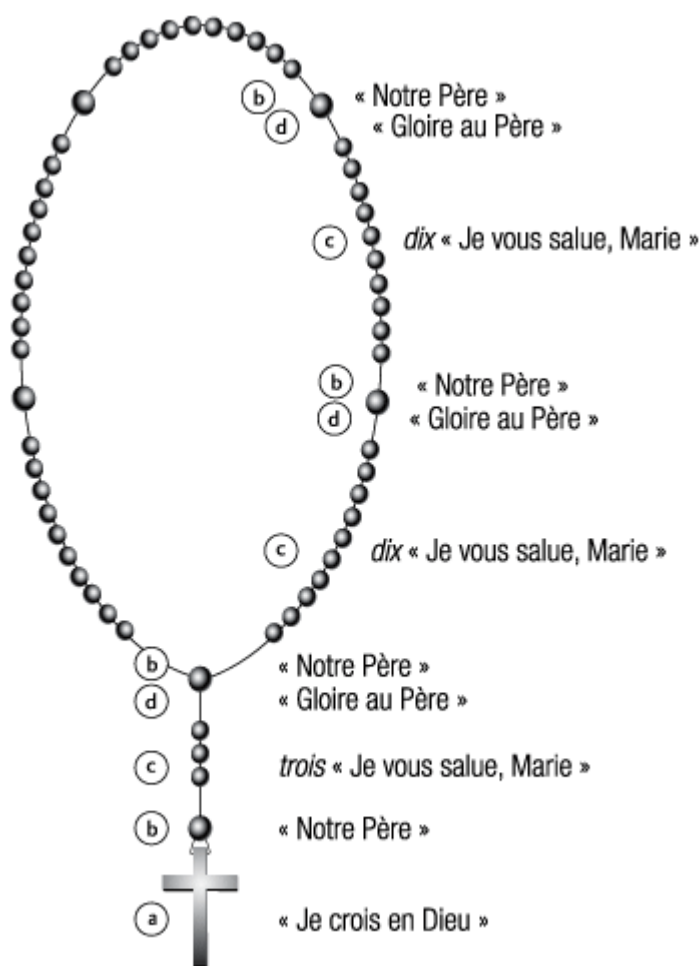 b « Notre Père »
d « Gloire au Père »
c dix « Je vous salue, Marie »
b « Notre Père »
d « Gloire au Père »
c dix « Je vous salue, Marie »
b « Notre Père »
d « Gloire au Père »
c trois « Je vous salue, Marie »
b « Notre Père »
a « Je crois en Dieu »